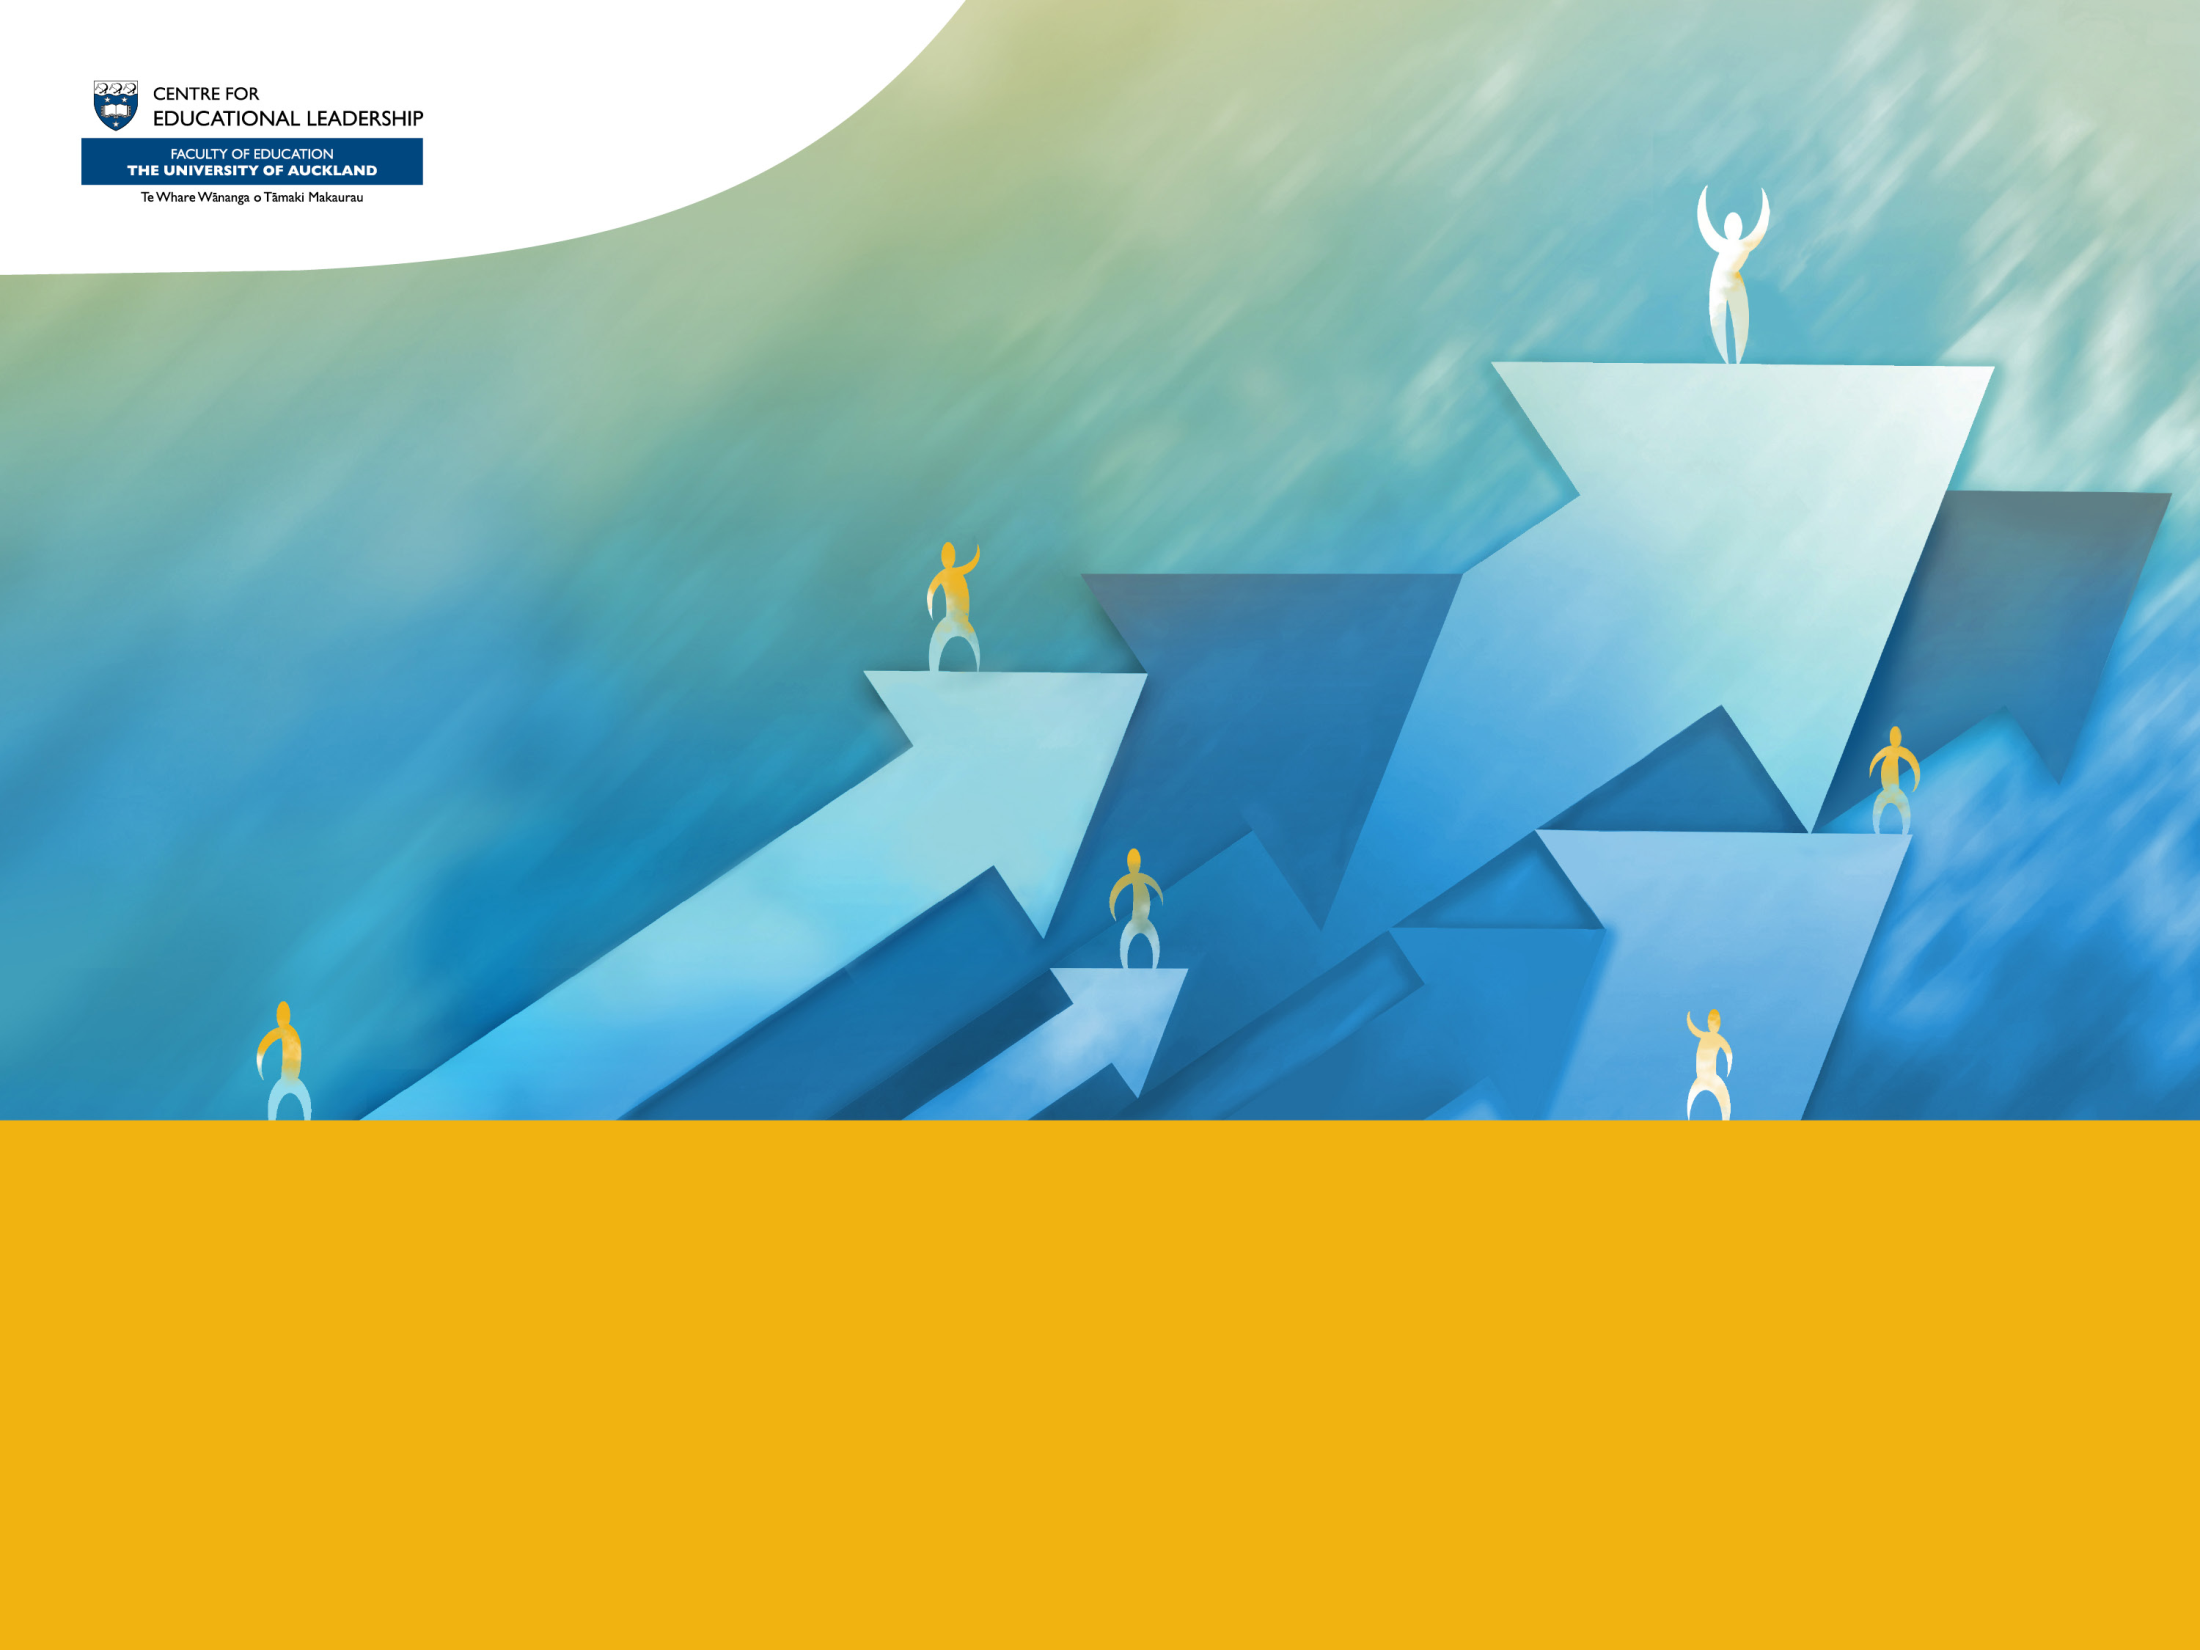 CENTRE FOR
EDUCATIONAL LEADERSHIP
FACULTY OF EDUCATION
THE UNIVERSITY OF AUCKLAND
Te Whare Wānanga o Tāmaki Makaurau